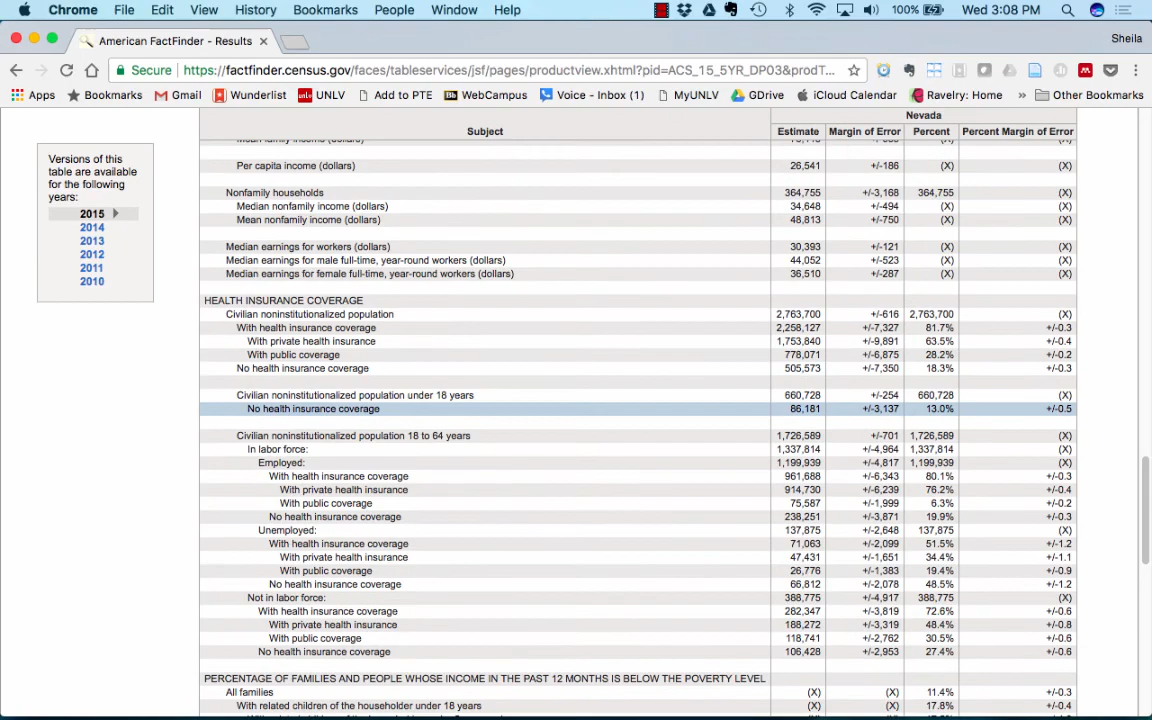 Chrome File Edit View History Bookmarks People Window Help 100% Wed 3:08 PM
American FactFinder - Results Sheila
Secure https://factfinder.census.gov/faces/tableservices/jsf/pages/productview.xhtml?pid=ACS_15_5YR_DP03&prodT...
Apps Bookmarks Gmail Wunderlist UNLV Add to PTE WebCampus Voice - Inbox (1) MyUNLV GDrive iCloud Calendar Ravelry: Home » Other Bookmarks
Versions of this
table are available
for the following
years:
2015
2014
2013
2012
2011
2010
Nevada
Subject Estimate Margin of Error Percent Percent Margin of Error
Mean family income (dollars) (X) (X)
Per capita income (dollars) 26,541 +/-186 (X) (X)
Nonfamily households 364,755 +/-3,168 364,755 (X)
Median nonfamily income (dollars) 34,648 +/-494 (X) (X)
Mean nonfamily income (dollars) 48,813 +/-750 (X) (X)
Median earnings for workers (dollars) 30,393 +/-121 (X) (X)
Median earnings for male full-time, year-round workers (dollars) 44,052 +/-523 (X) (X)
Median earnings for female full-time, year-round workers (dollars) 36,510 +/-287 (X) (X)
HEALTH INSURANCE COVERAGE
Civilian noninstitutionalized population 2,763,700 +/-616 2,763,700 (X)
With health insurance coverage 2,258,127 +/-7,327 81.7% +/-0.3
With private health insurance 1,753,840 +/-9,891 63.5% +/-0.4
With public coverage 778,071 +/-6,875 28.2% +/-0.2
No health insurance coverage 505,573 +/-7,350 18.3% +/-0.3
Civilian noninstitutionalized population under 18 years 660,728 +/-254 660,728 (X)
No health insurance coverage 86,181 +/-3,137 13.0% +/-0.5
Civilian noninstitutionalized population 18 to 64 years 1,726,589 +/-701 1,726,589 (X)
In labor force: 1,337,814 +/-4,964 1,337,814 (X)
Employed: 1,199,939 +/-4,817 1,199,939 (X)
With health insurance coverage 961,688 +/-6,343 80.1% +/-0.3
With private health insurance 914,730 +/-6,239 76.2% +/-0.4
With public coverage 75,587 +/-1,999 6.3% +/-0.2
No health insurance coverage 238,251 +/-3,871 19.9% +/-0.3
Unemployed: 137,875 +/-2,648 137,875 (X)
With health insurance coverage 71,063 +/-2,099 51.5% +/-1.2
With private health insurance 47,431 +/-1,651 34.4% +/-1.1
With public coverage 26,776 +/-1,383 19.4% +/-0.9
No health insurance coverage 66,812 +/-2,078 48.5% +/-1.2
Not in labor force: 388,775 +/-4,917 388,775 (X)
With health insurance coverage 282,347 +/-3,819 72.6% +/-0.6
With private health insurance 188,272 +/-3,319 48.4% +/-0.8
With public coverage 118,741 +/-2,762 30.5% +/-0.6
No health insurance coverage 106,428 +/-2,953 27.4% +/-0.6
PERCENTAGE OF FAMILIES AND PEOPLE WHOSE INCOME IN THE PAST 12 MONTHS IS BELOW THE POVERTY LEVEL
All families (X) (X) 11.4% +/-0.3
With related children of the householder under 18 years (X) (X) 17.8% +/-0.4